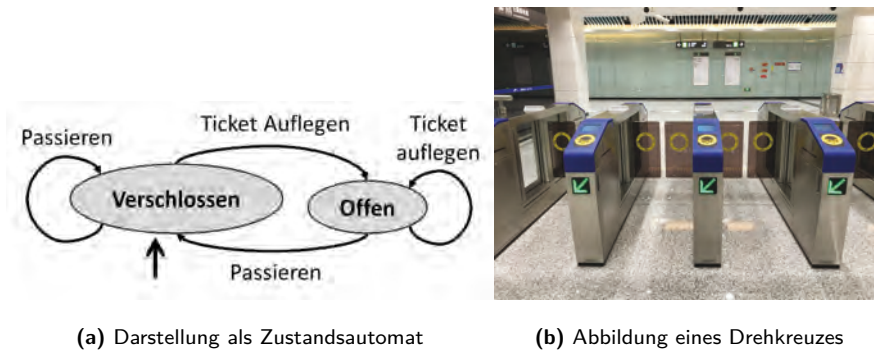 Passieren
Ticket Auflegen
Ticket
auflegen
Verschlossen
Offen
Passieren
(a) Darstellung als Zustandsautomat
(b) Abbildung eines Drehkreuzes